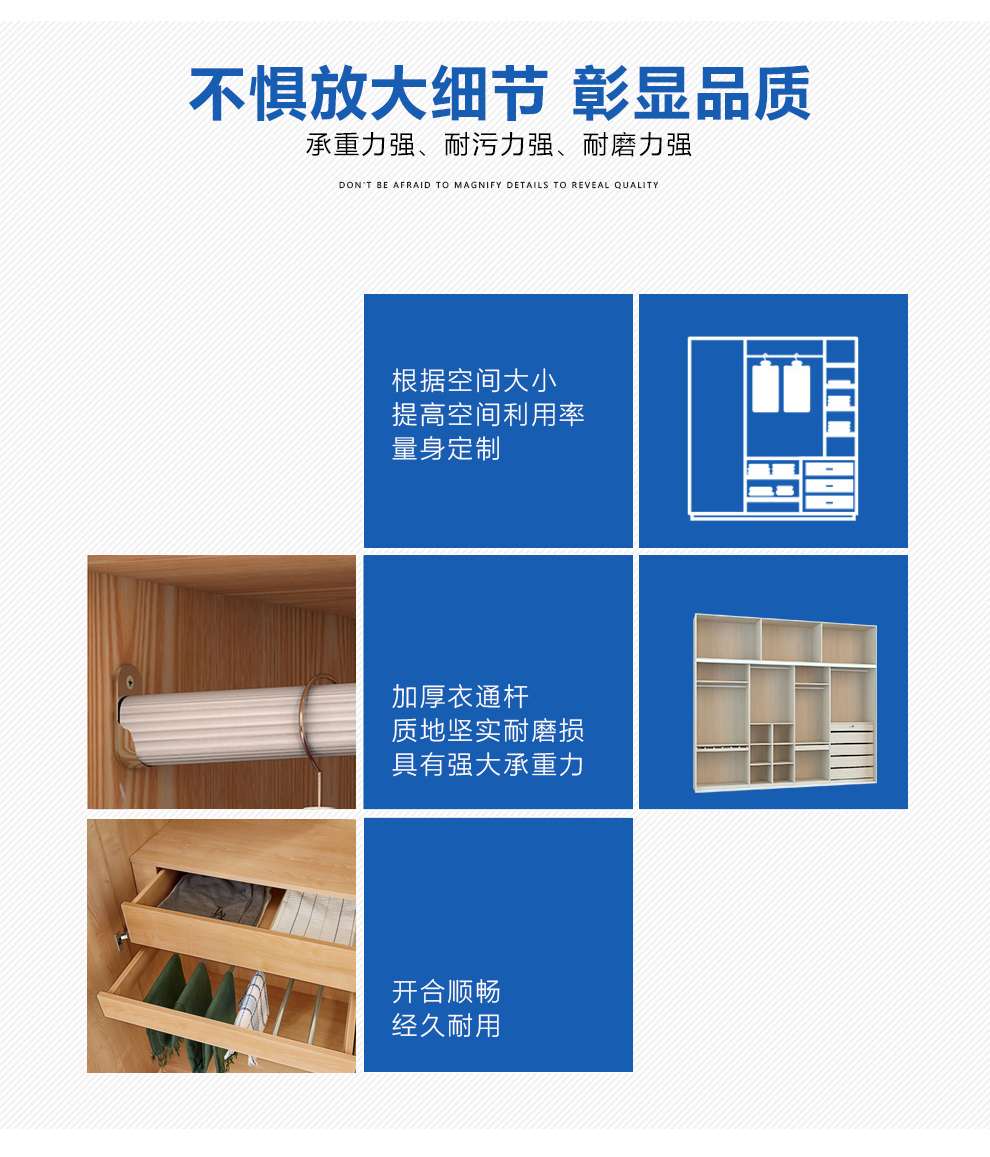 不惧放大细节 彰显品质
承重力强、耐污力强、耐磨力强
DON'T BE AFRAID TO MAGNIFY DETAILS TO REVEAL QUALITY
根据空间大小
提高空间利用率
量身定制
加厚衣通杆
质地坚实耐磨损
具有强大承重力
开合顺畅
经久耐用